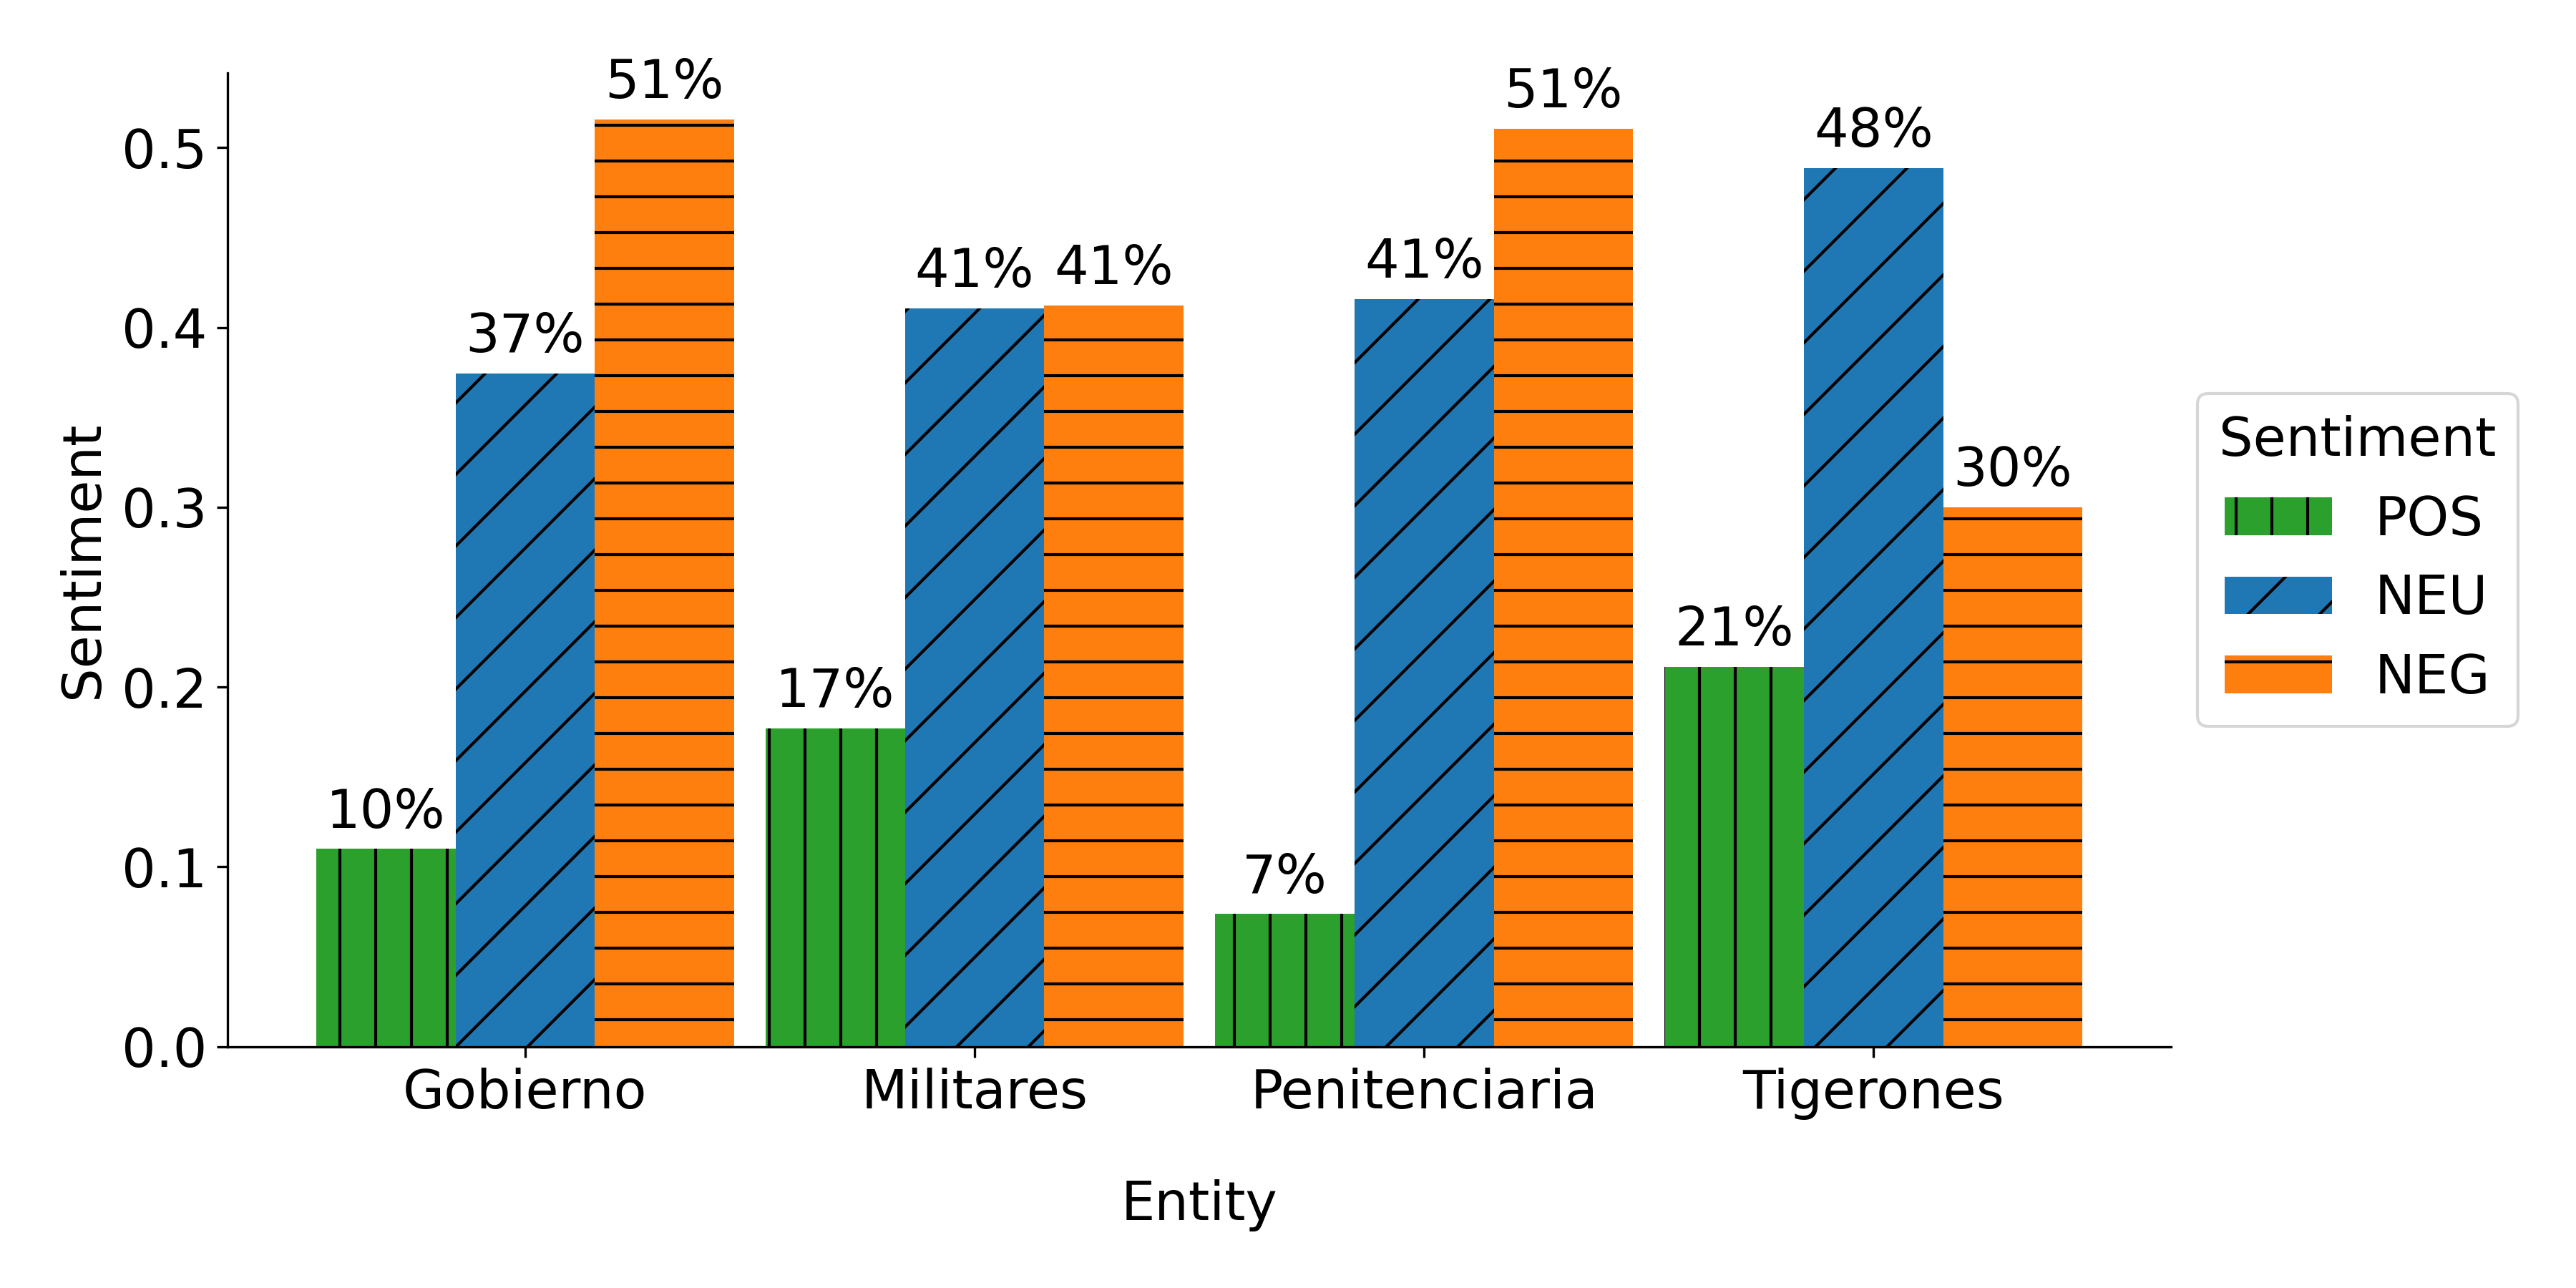 Sentiment
0.5
0.4
0.3
0.2
0.1
0.0
10%
37%
51%
17%
41%
41%
7%
41%
51%
21%
48%
30%
Gobierno
Militares
Penitenciaria
Tigerones
Entity
Sentiment
POS
NEU
NEG